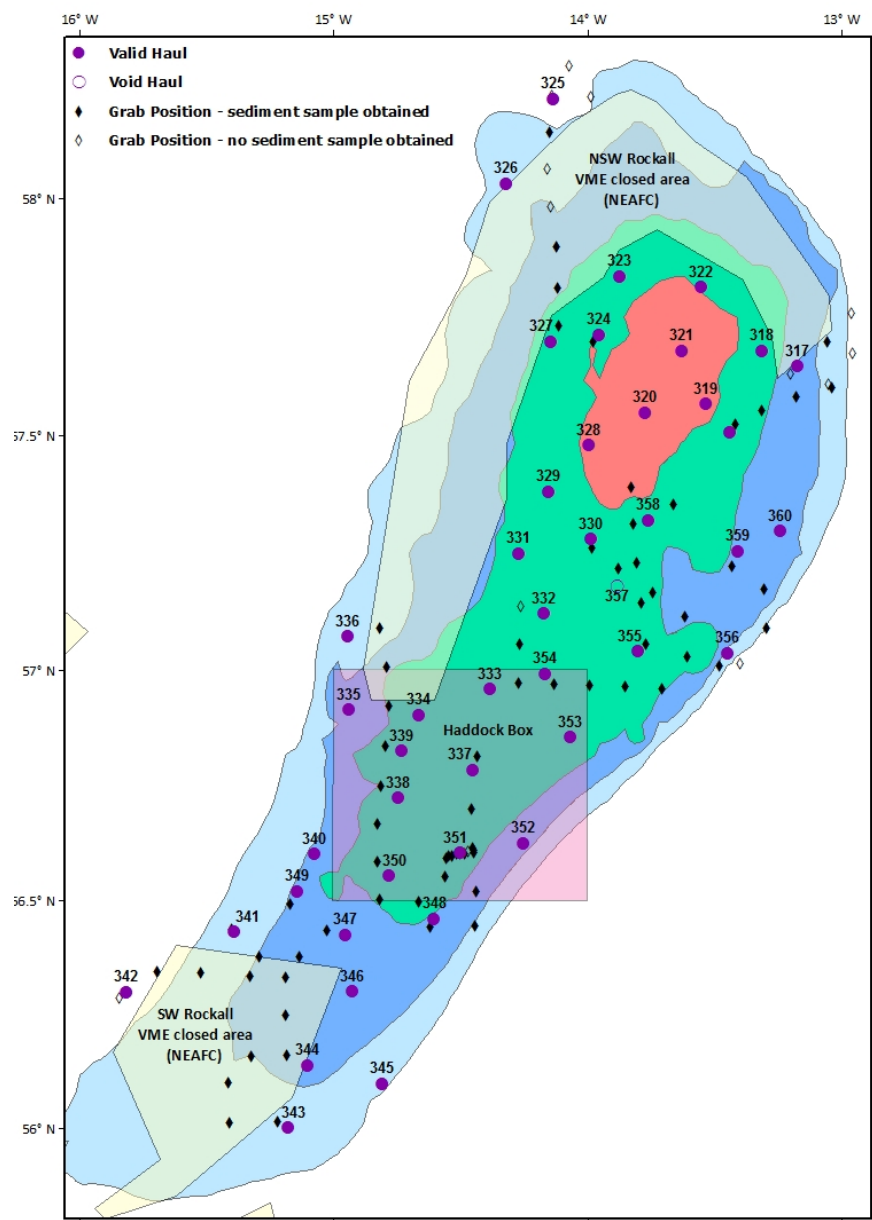 16° W 15° W 14° W 13° W
Valid Haul
Void Haul
Grab Position - sediment sample obtained
Grab Position - no sediment sample obtained
325
NSW Rockall
VME closed area
(NEAFC)
326
58° N
323
322
327
324
321
318
317
320
319
57.5° N
328
329
358
330
360
331
359
357
332
336
355
356
354
57° N
333
335
334
353
Haddock Box
339
337
338
352
340
351
350
349
56.5° N
348
341
347
342
346
SW Rockall
VME closed area
(NEAFC)
344
345
343
56° N